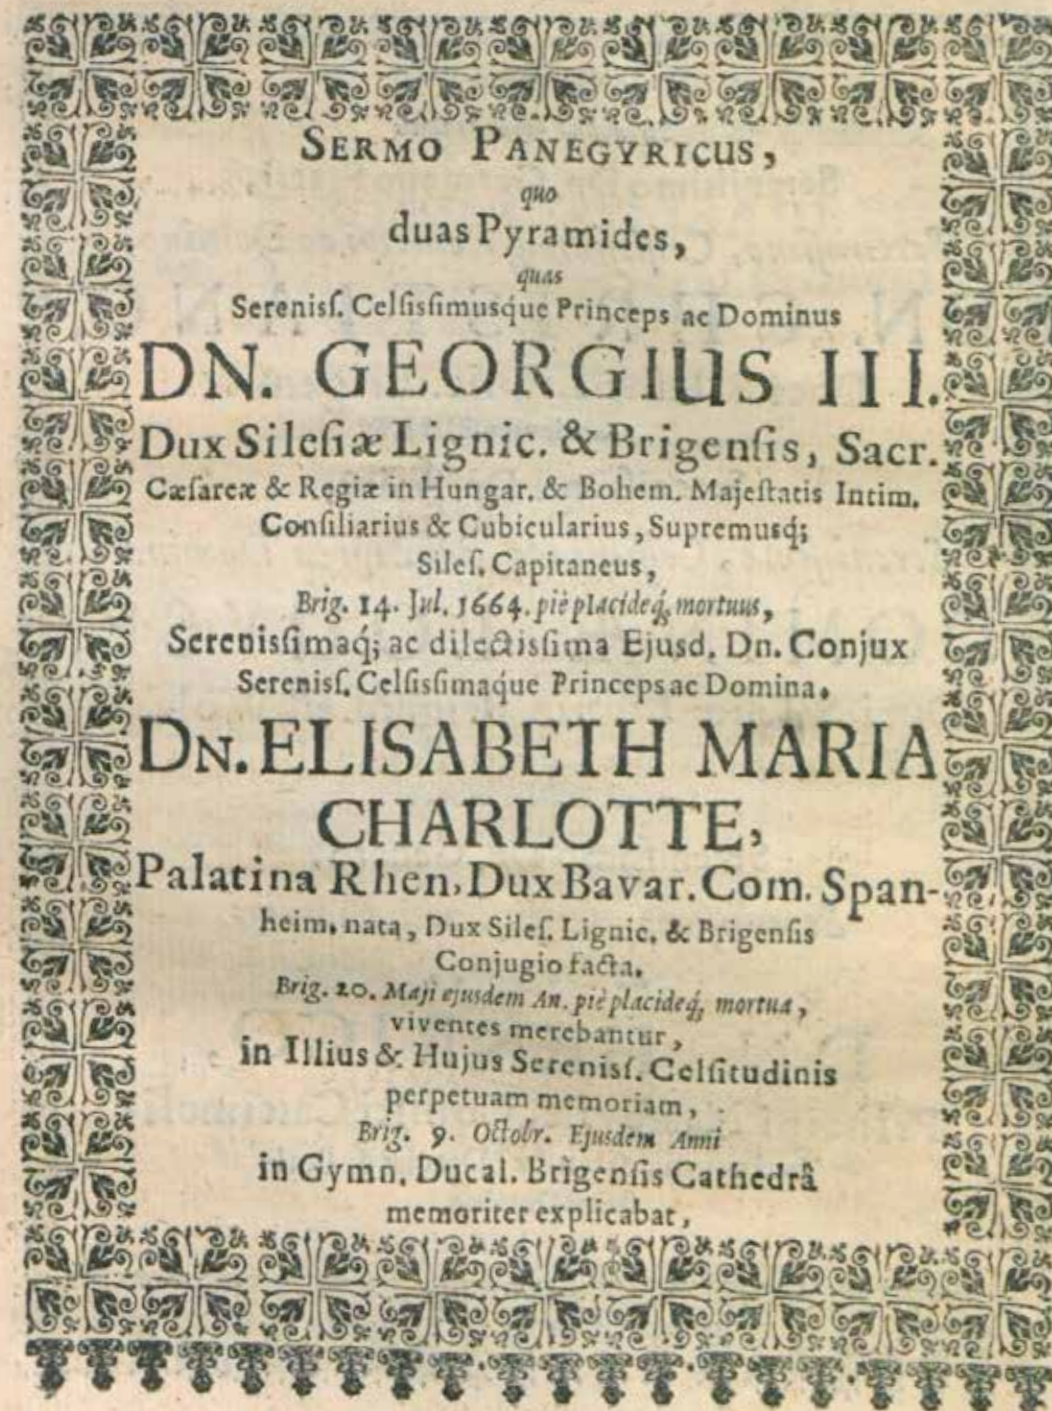 SERMO PANEGYRICUS,
quo
duas Pyramides,
quas
Sereniſſ. Celſisſimusque Princeps ac Dominus
DN. GEORGIUS III.
Dux Sileſiæ Lignic. & Brigenſis, Sacr.
Cæſareæ & Regiæ in Hungar. & Bohem. Majeſtatis Intim.
Conſiliarius & Cubicularius, Supremusq;
Sileſ. Capitaneus,
Brig. 14. Jul. 1664. piè placideq́; mortuus,
Serenisſimaq́; ac dilectisſima Ejusd. Dn. Conjux
Sereniſſ. Celſisſimaque Princeps ac Domina.
DN. ELISABETH MARIA
CHARLOTTE,
Palatina Rhen. Dux Bavar. Com. Span-
heim. nata, Dux Sileſ. Lignic. & Brigenſis
Conjugio facta.
Brig. 20. Maji ejusdem An. piè placideq́; mortua,
viventes merebantur,
in Illius & Hujus Sereniſſ. Celſitudinis
perpetuam memoriam,
Brig. 9. Octobr. Ejusdem Anni
in Gymn. Ducal. Brigenſis Cathedrâ
memoriter explicabat,